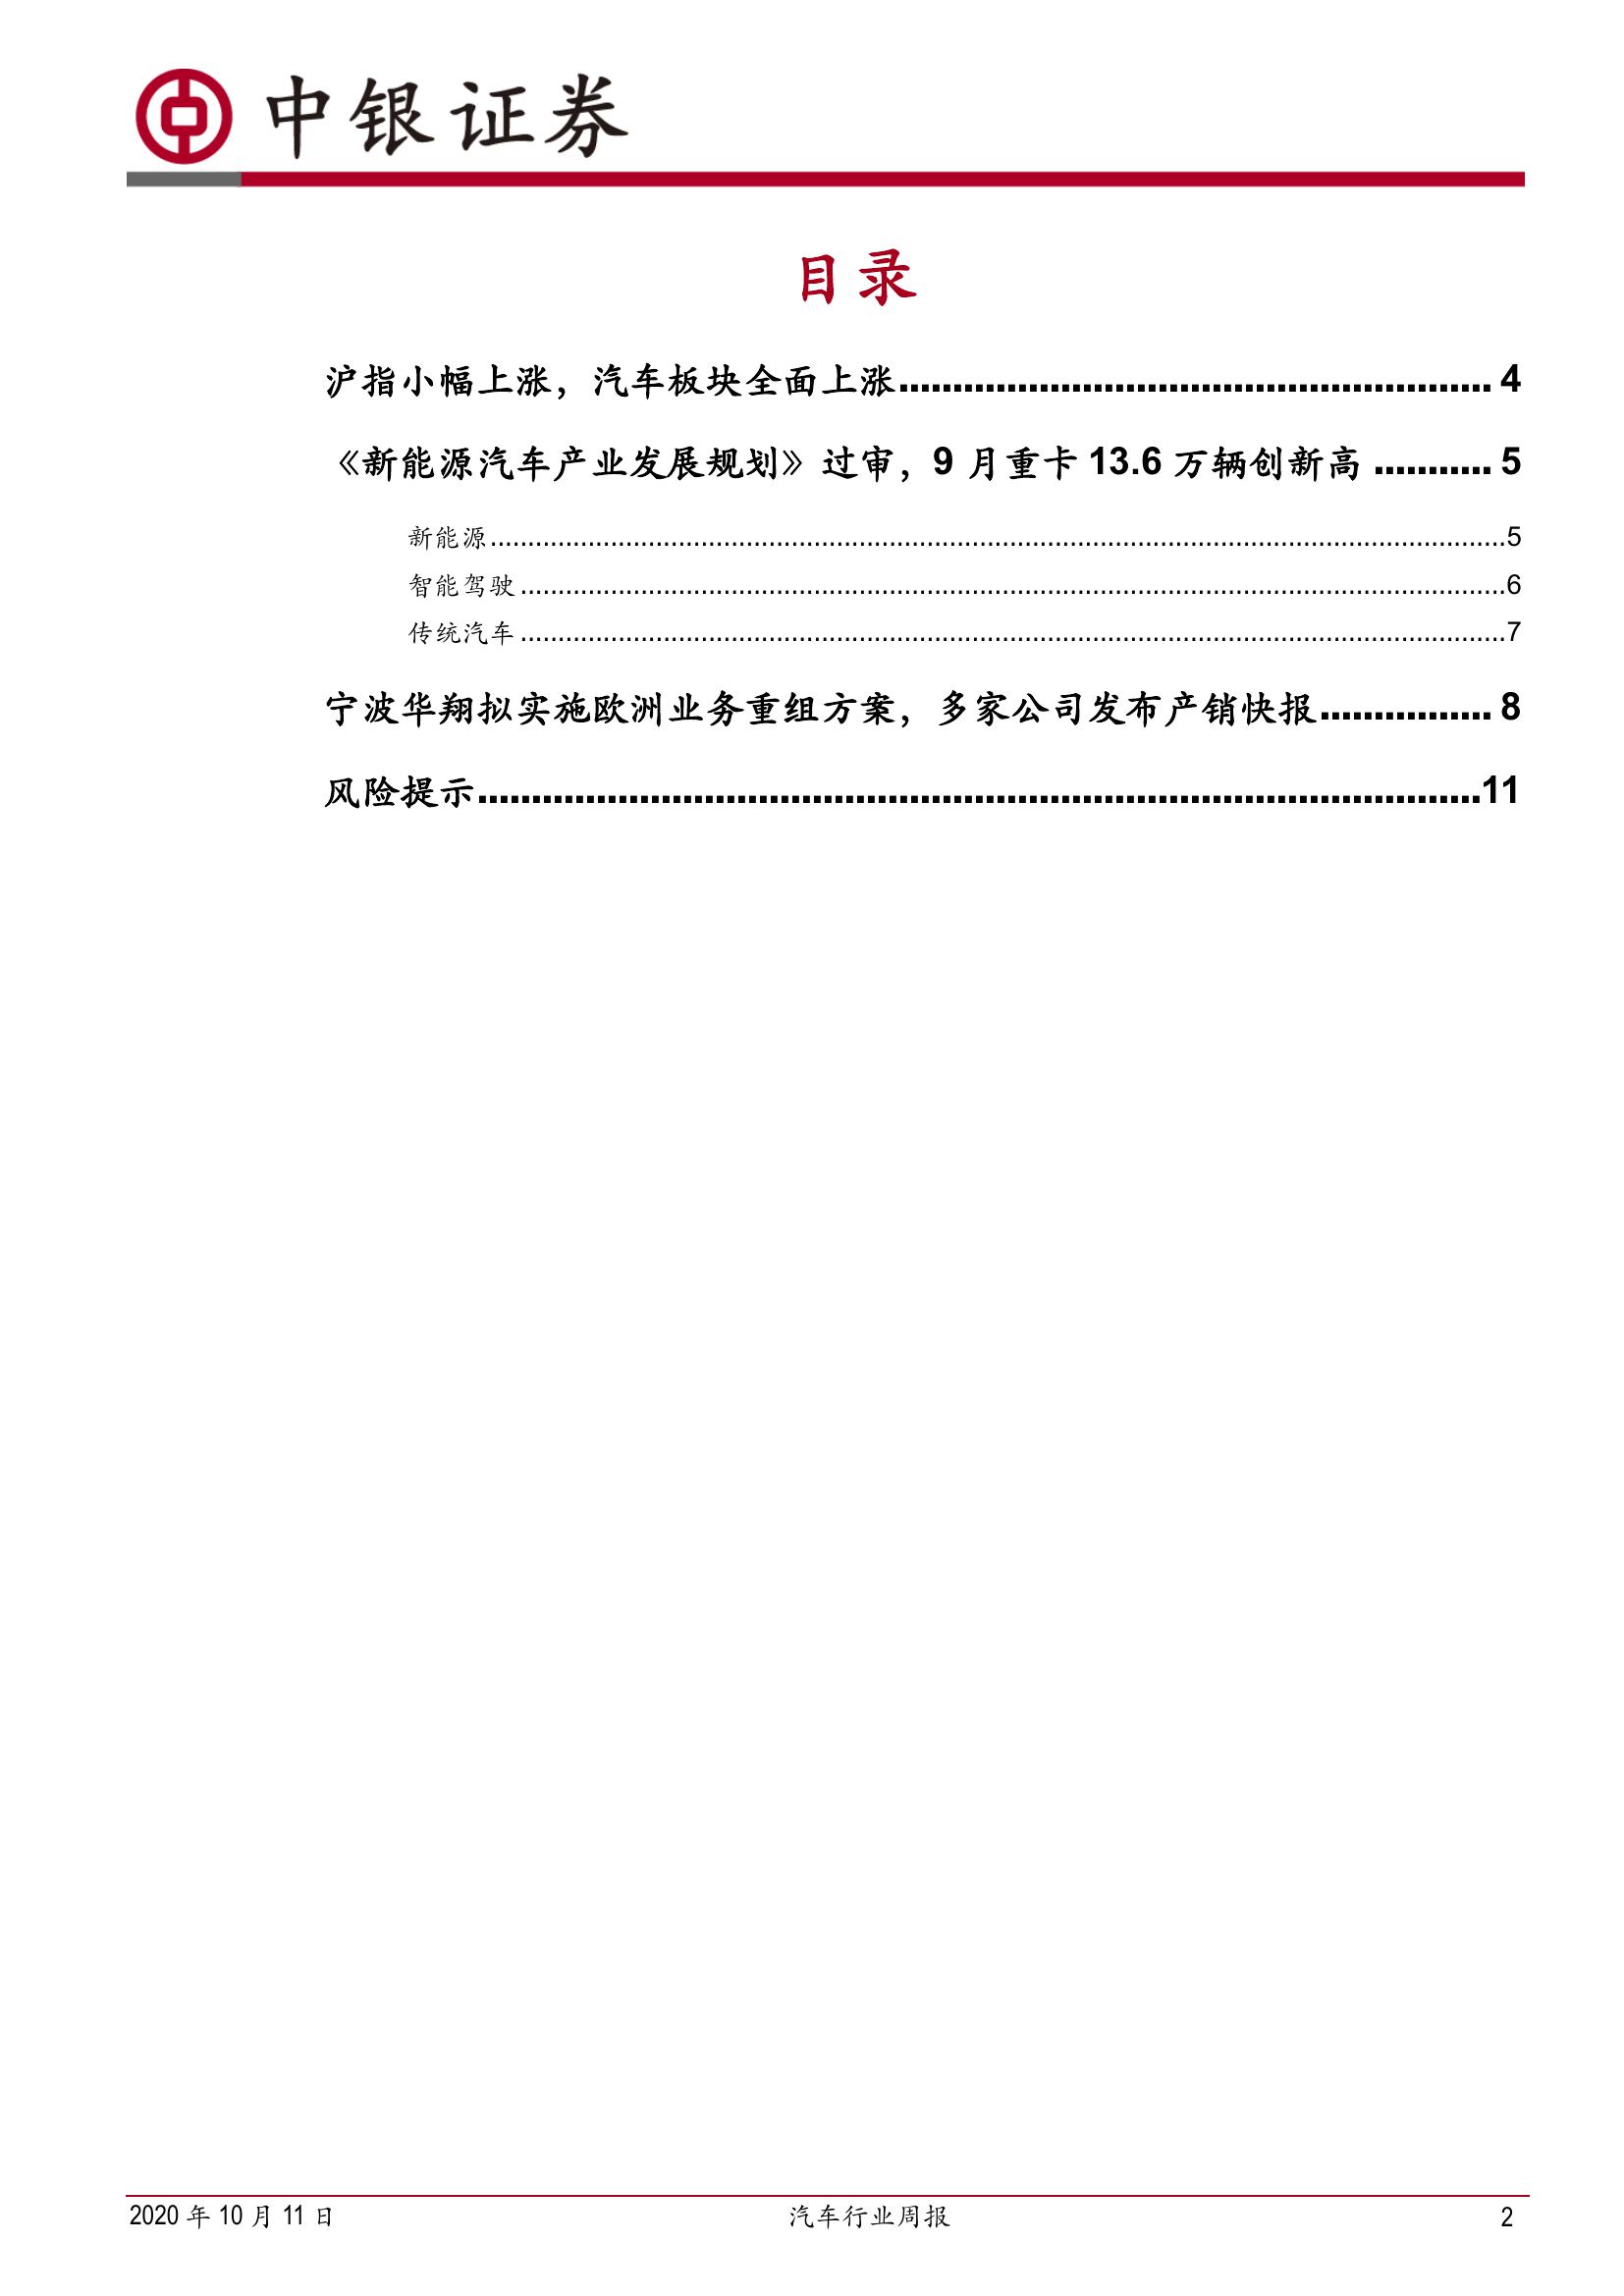 中银证券
目录
沪指小幅上涨，汽车板块全面上涨....................................................... 4
《新能源汽车产业发展规划》过审，9 月重卡 13.6 万辆创新高 ........... 5
新能源.......................................................................................................................................5
智能驾驶 ...................................................................................................................................6
传统汽车 ...................................................................................................................................7
宁波华翔拟实施欧洲业务重组方案，多家公司发布产销快报................ 8
风险提示.............................................................................................11
2020 年 10 月 11 日
汽车行业周报
2